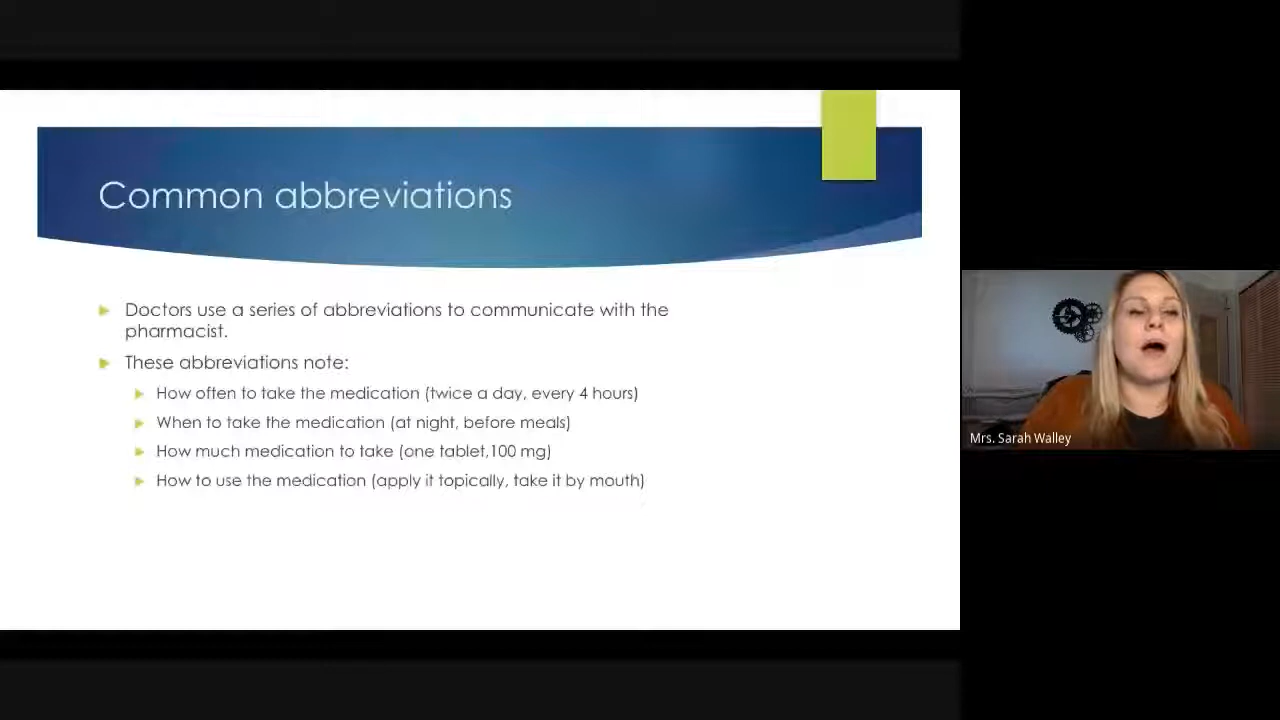 Common abbreviations
Doctors use a series of abbreviations to communicate with the
pharmacist.
These abbreviations note:
How often to take the medication (twice a day, every 4 hours)
When to take the medication (at night, before meals)
How much medication to take (one tablet,100 mg)
How to use the medication (apply it topically, take it by mouth)
Mrs. Sarah Walley